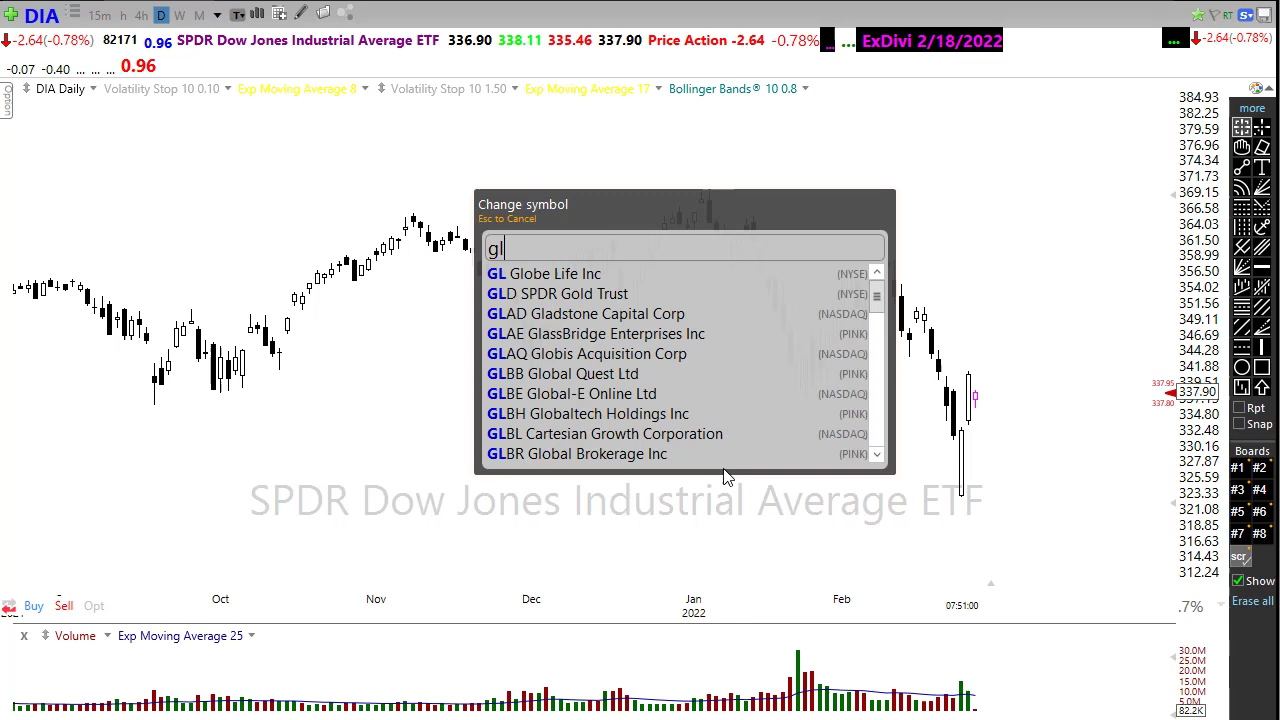 DIA 15m h 4h D W M T RT S
-2.64(-0.78%) 82171 0.96 SPDR Dow Jones Industrial Average ETF 336.90 338.11 335.46 337.90 Price Action -2.64 -0.78% ... ... ExDivi 2/18/2022 ... -2.64(-0.78%)
-0.07 -0.40 ... ... ... 0.96
Option
DIA Daily Volatility Stop 10 0.10 Exp Moving Average 8 Volatility Stop 10 1.50 Exp Moving Average 17 Bollinger Bands® 10 0.8
384.93
382.25
379.59
376.96
374.34
371.73
369.15
366.58
364.03
361.50
358.99
356.50
354.02
351.56
349.11
346.69
344.28
341.88
337.95
337.90
337.80
334.80
332.48
330.16
327.87
325.59
323.33
321.08
318.85
316.63
314.43
312.24
Change symbol
Esc to Cancel
gl
GL Globe Life Inc (NYSE)
GLD SPDR Gold Trust (NYSE)
GLAD Gladstone Capital Corp (NASDAQ)
GLAE GlassBridge Enterprises Inc (PINK)
GLAQ Globis Acquisition Corp (NASDAQ)
GLBB Global Quest Ltd (PINK)
GLBE Global-E Online Ltd (NASDAQ)
GLBH Globaltech Holdings Inc (PINK)
GLBL Cartesian Growth Corporation (NASDAQ)
GLBR Global Brokerage Inc (PINK)
SPDR Dow Jones Industrial Average ETF
more
T
Rpt
Snap
Boards
#1 #2
#3 #4
#5 #6
#7 #8
scr
Show
Erase all
Oct Nov Dec Jan Feb 07:51:00
2022
Buy Sell Opt
.7%
X Volume Exp Moving Average 25
30.0M
25.0M
20.0M
15.0M
10.0M
5.0M
82.2K